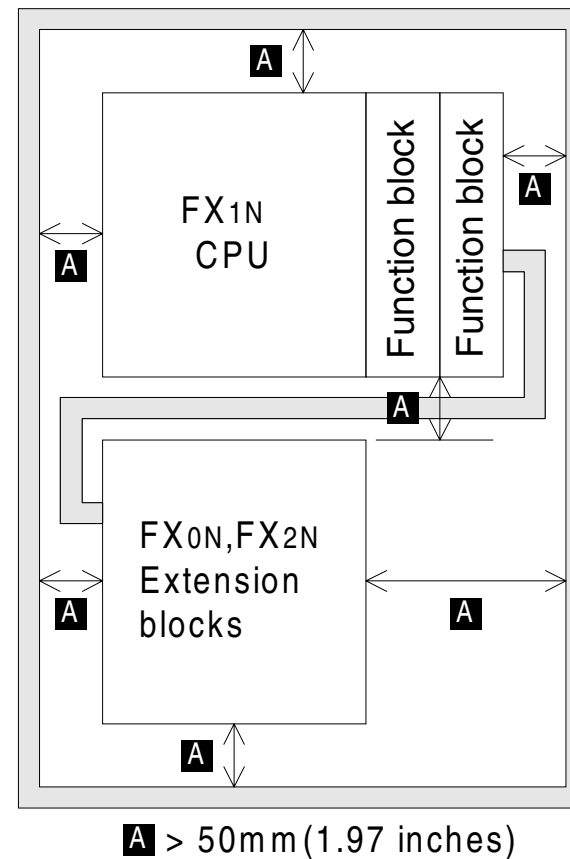 A
FX1N
CPU
Function block
Function block
A
A
A
FX0N,FX2N
Extension
blocks
A
A
A
A > 50mm(1.97 inches)